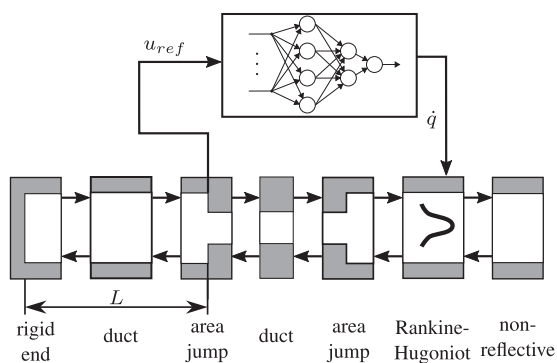 u_ref
q̇
L
rigid end
duct
area jump
duct
area jump
Rankine-Hugoniot
non-reflective